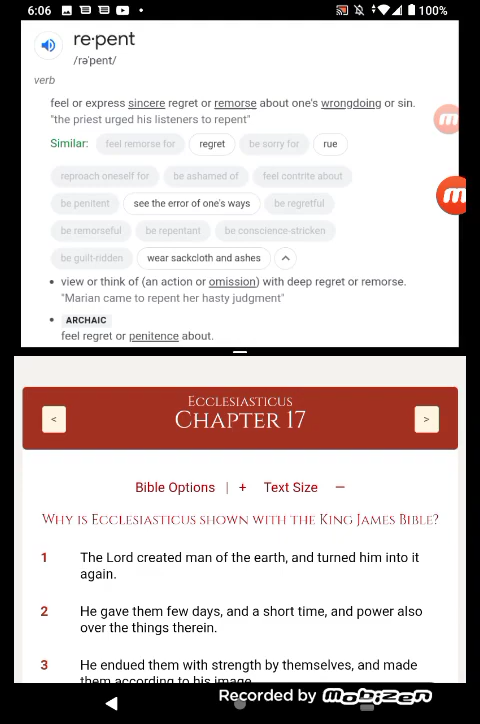 6:06
100%
re·pent
/rəˈpent/
verb
feel or express sincere regret or remorse about one's wrongdoing or sin.
"the priest urged his listeners to repent"
Similar: feel remorse for regret be sorry for rue
reproach oneself for be ashamed of feel contrite about
be penitent see the error of one's ways be regretful
be remorseful be repentant be conscience-stricken
be guilt-ridden wear sackcloth and ashes
• view or think of (an action or omission) with deep regret or remorse.
"Marian came to repent her hasty judgment"
• ARCHAIC
feel regret or penitence about.
Ecclesiasticus
< Chapter 17 >
Bible Options | + Text Size −
Why is Ecclesiasticus shown with the King James Bible?
1 The Lord created man of the earth, and turned him into it
again.
2 He gave them few days, and a short time, and power also
over the things therein.
3 He endued them with strength by themselves, and made
them according to his image
Recorded by Mobizen